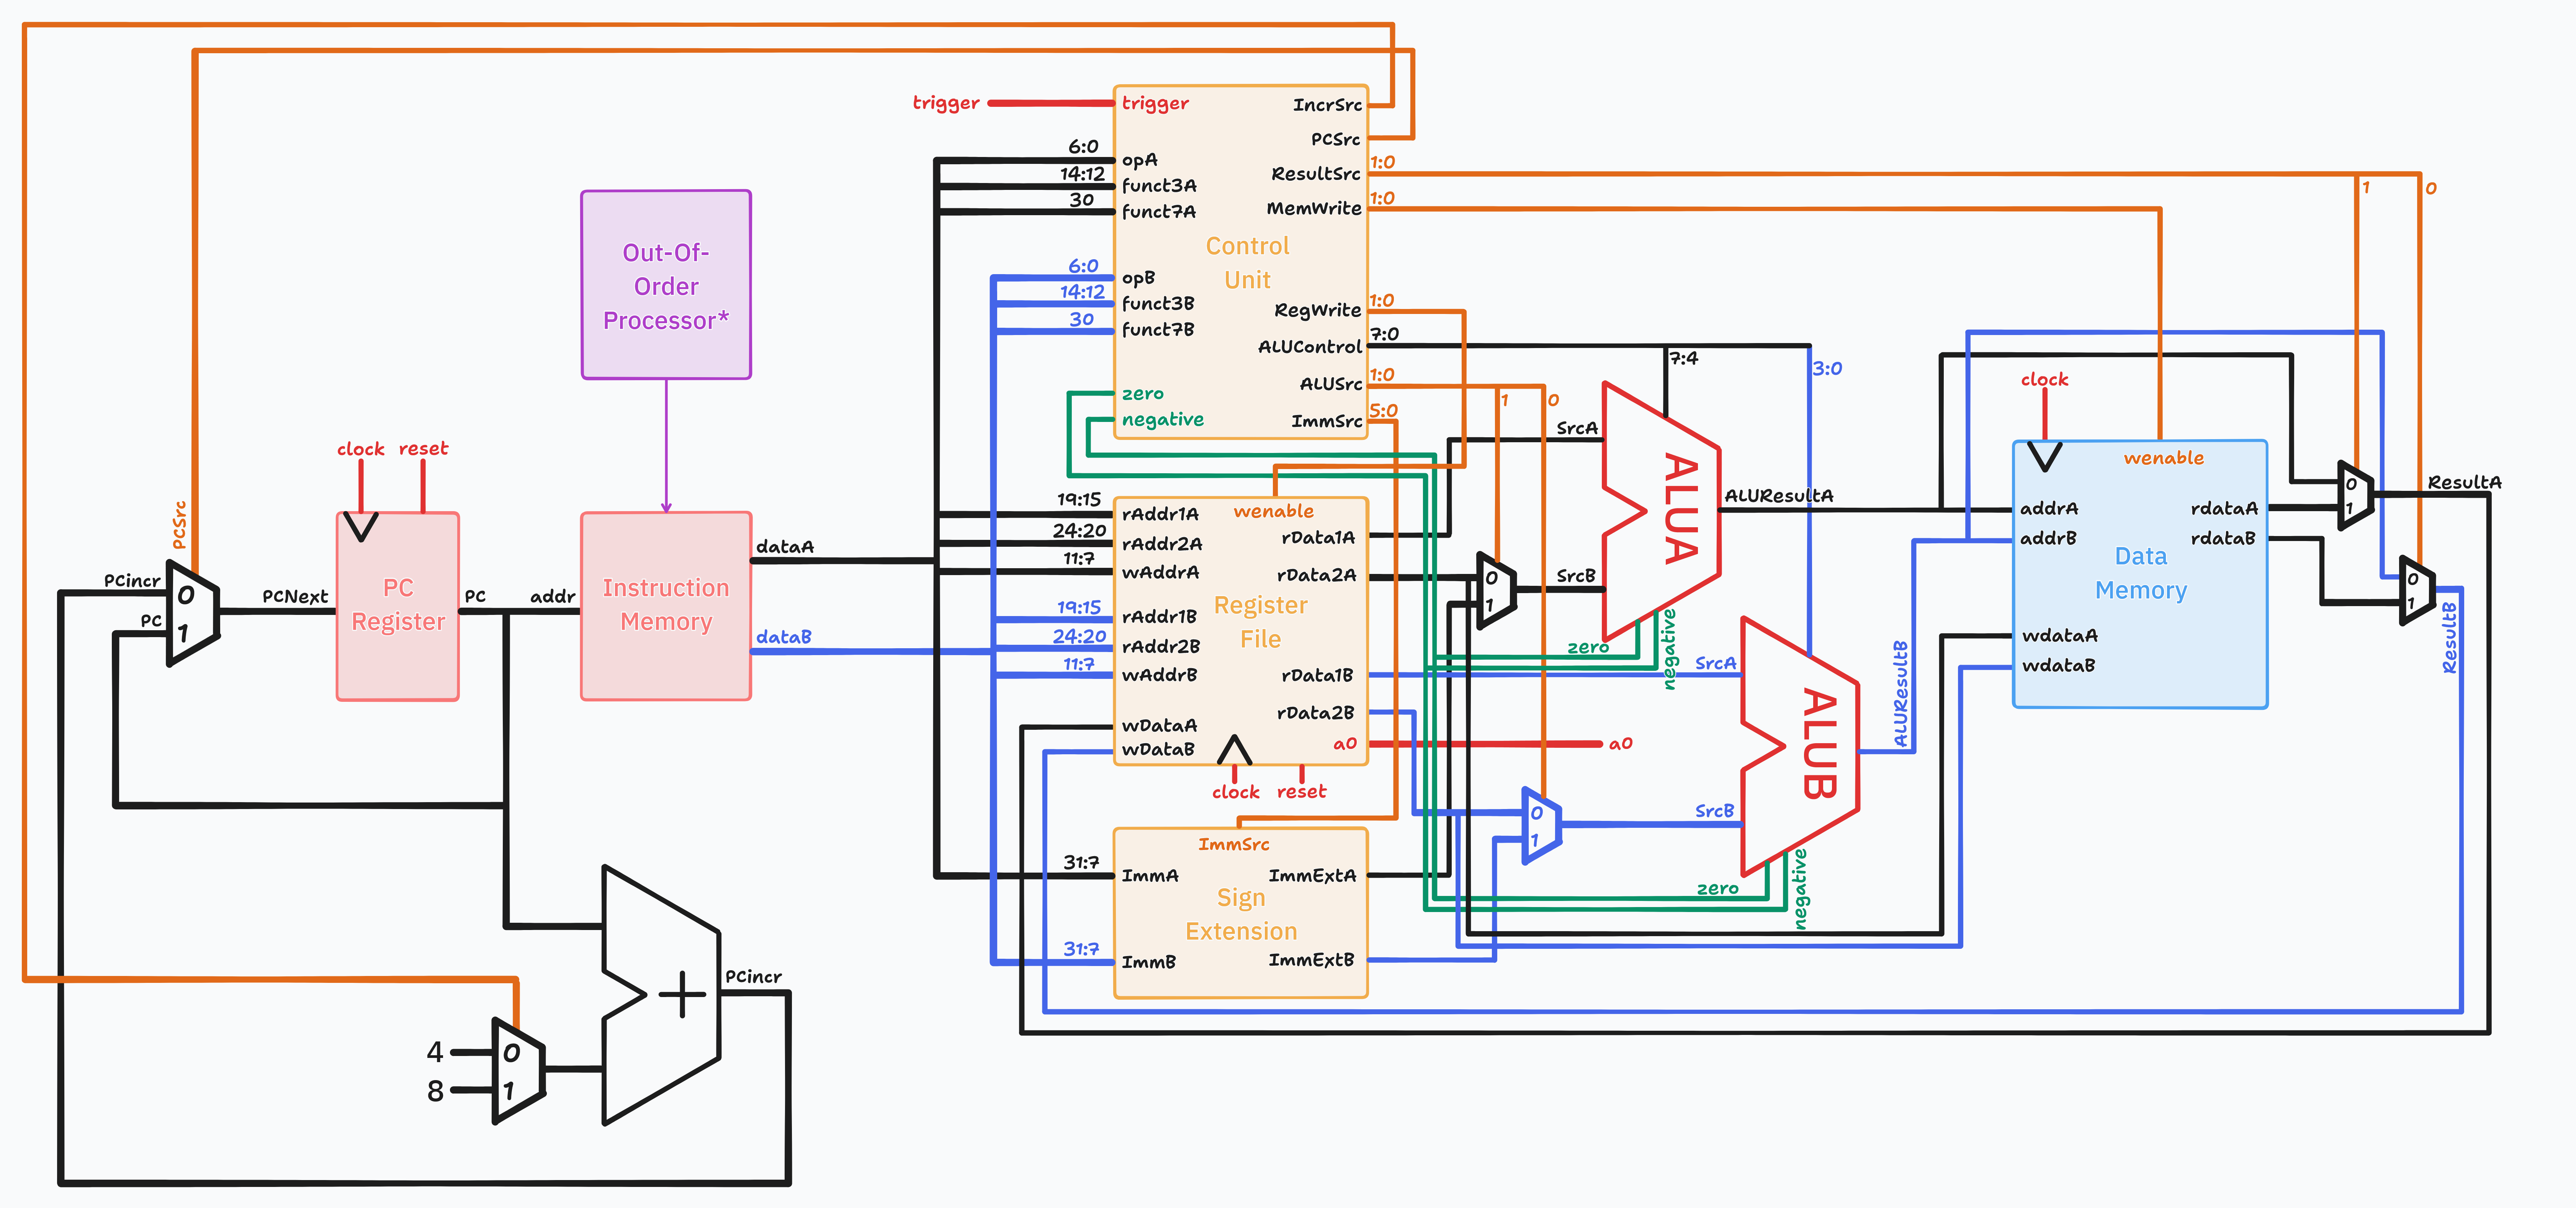 trigger
trigger
IncrSrc
PCSrc
6:0
opA
14:12
funct3A
30
funct7A
ResultSrc
1:0
MemWrite
1:0
1
0
Control
Unit
6:0
opB
14:12
funct3B
30
funct7B
RegWrite
1:0
ALUControl
7:0
7:4
3:0
ALUSrc
1:0
1
0
ImmSrc
5:0
zero
negative
Out-Of-
Order
Processor*
PCSrc
PCincr
PC
0
1
PCNext
clock
reset
PC
Register
PC
addr
Instruction
Memory
dataA
dataB
19:15
rAddr1A
24:20
rAddr2A
11:7
wAddrA
19:15
rAddr1B
24:20
rAddr2B
11:7
wAddrB
wDataA
wDataB
wenable
Register
File
rData1A
rData2A
rData1B
rData2B
a0
a0
clock
reset
0
1
SrcA
SrcB
ALUA
zero
negative
ALUResultA
SrcA
SrcB
0
1
ALUB
zero
negative
ALUResultB
clock
wenable
addrA
addrB
rdataA
rdataB
Data
Memory
wdataA
wdataB
0
1
ResultA
0
1
ResultB
ImmSrc
31:7
ImmA
ImmExtA
Sign
Extension
31:7
ImmB
ImmExtB
4
8
0
1
+
PCincr